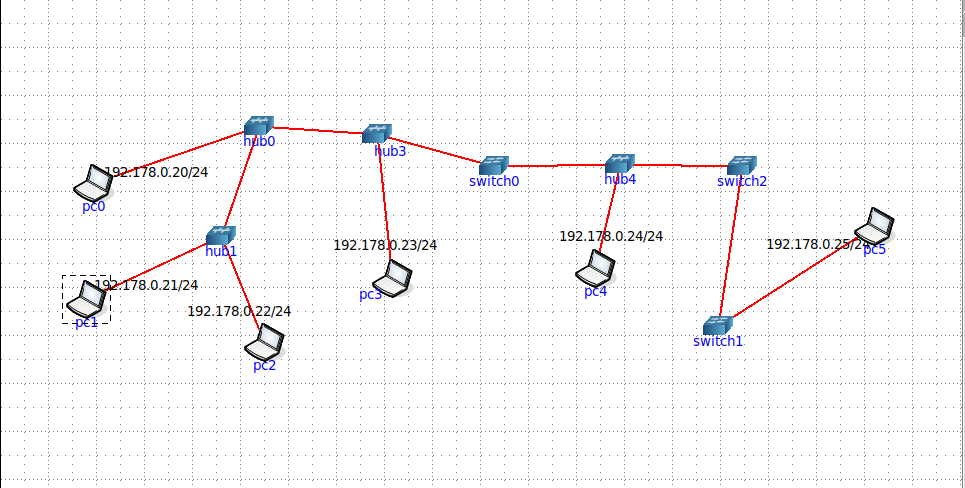 hub0
hub3
192.178.0.20/24
pc0
switch0
hub4
switch2
hub1
192.178.0.23/24
192.178.0.24/24
192.178.0.25/24
pc5
192.178.0.21/24
pc1
192.178.0.22/24
pc2
pc3
pc4
switch1